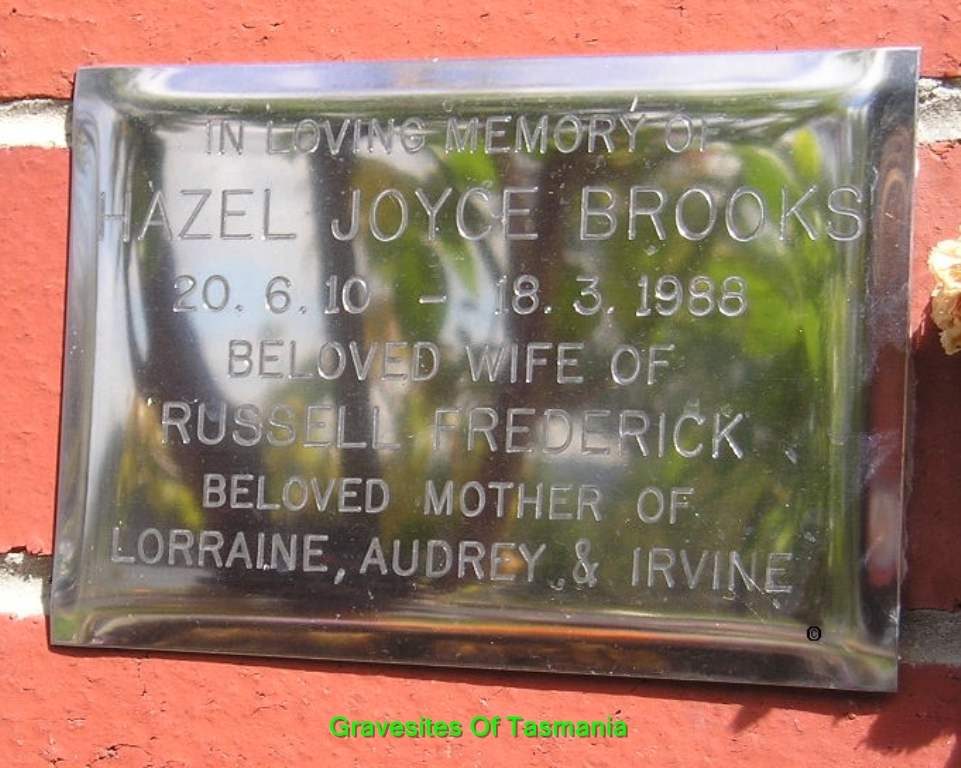 IN LOVING MEMORY OF
HAZEL JOYCE BROOKS
20. 6. 10 - 18. 3. 1988
BELOVED WIFE OF
RUSSELL FREDERICK
BELOVED MOTHER OF
LORRAINE, AUDREY & IRVINE
©
Gravesites Of Tasmania